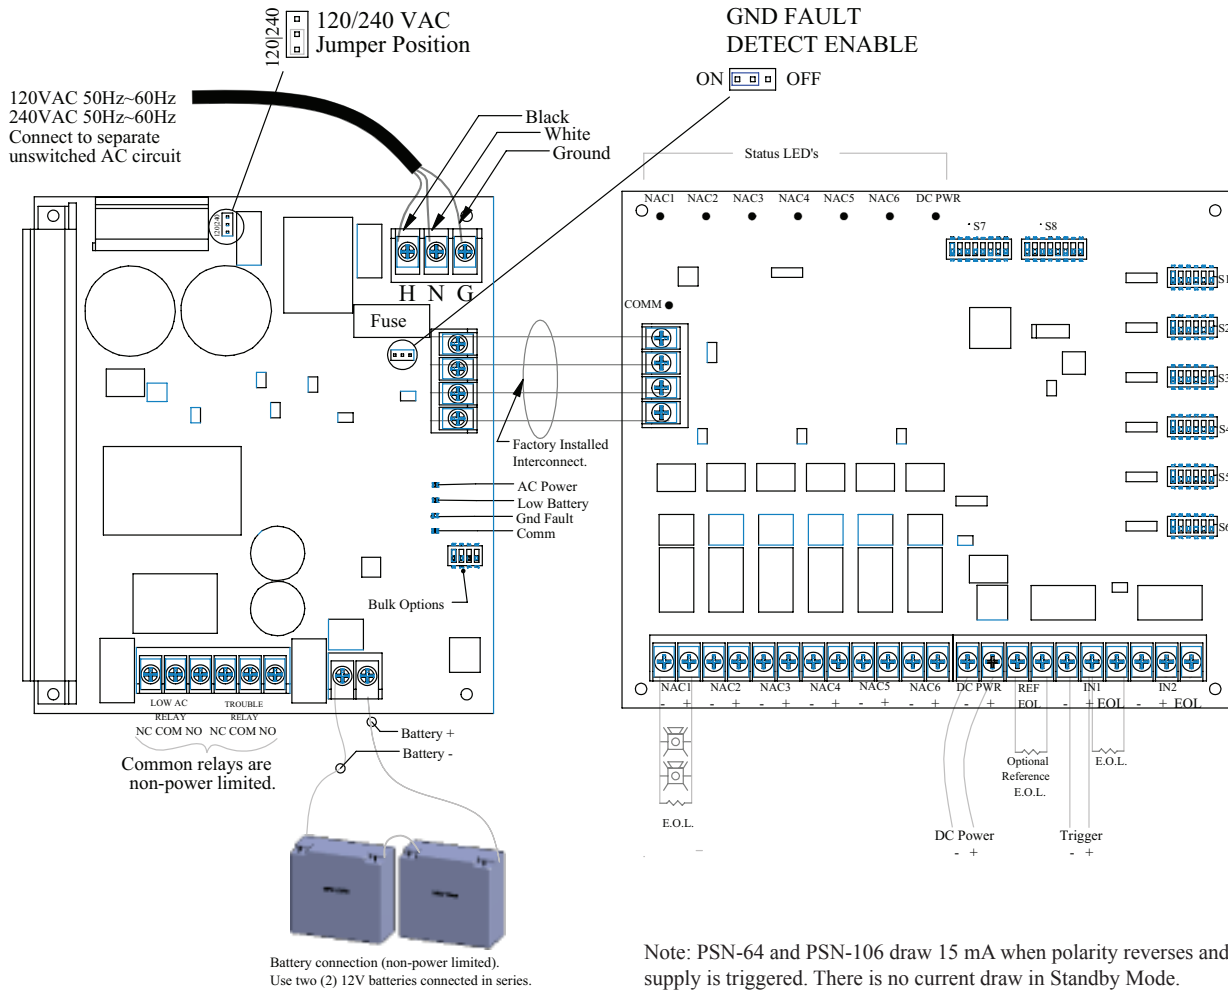 120|240
120/240 VAC
Jumper Position
GND FAULT
DETECT ENABLE
ON
OFF
120VAC 50Hz~60Hz
240VAC 50Hz~60Hz
Connect to separate
unswitched AC circuit
Black
White
Ground
Status LED's
NAC1 NAC2 NAC3 NAC4 NAC5 NAC6 DC PWR
120|240
S7 S8
H N G
S1
COMM
Fuse
S2
S3
S4
Factory Installed
Interconnect.
S5
AC Power
Low Battery
Gnd Fault
Comm
S6
Bulk Options
LOW AC
RELAY
NC COM NO
TROUBLE
RELAY
NC COM NO
NAC1 NAC2 NAC3 NAC4 NAC5 NAC6 DC PWR REF IN1 IN2
- + - + - + - + - + - + - + EOL - + EOL - + EOL
Battery +
Battery -
Common relays are
non-power limited.
E.O.L.
Optional
Reference
E.O.L.
E.O.L.
DC Power
- +
Trigger
- +
Battery connection (non-power limited).
Use two (2) 12V batteries connected in series.
Note: PSN-64 and PSN-106 draw 15 mA when polarity reverses and
supply is triggered. There is no current draw in Standby Mode.